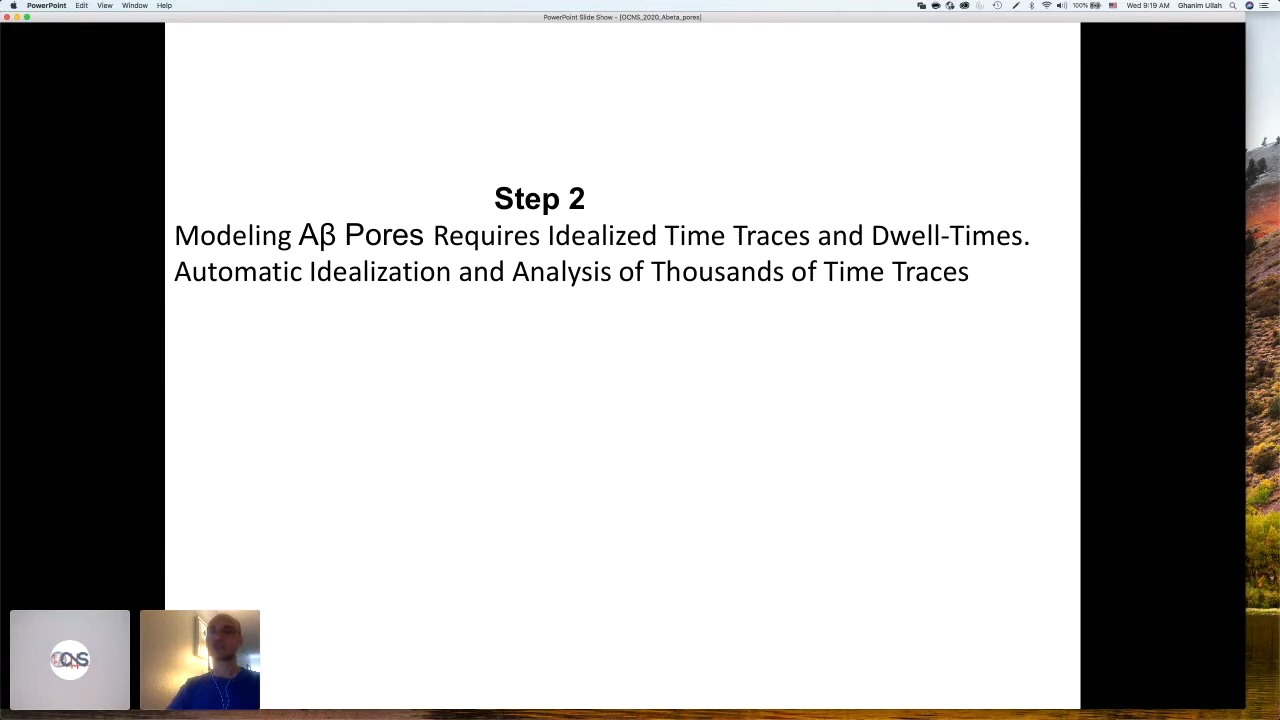 PowerPoint Edit View Window Help 100% Wed 9:19 AM Ghanim Ullah
PowerPoint Slide Show - [OCNS_2020_Abeta_pores]
Step 2
Modeling Aβ Pores Requires Idealized Time Traces and Dwell-Times.
Automatic Idealization and Analysis of Thousands of Time Traces